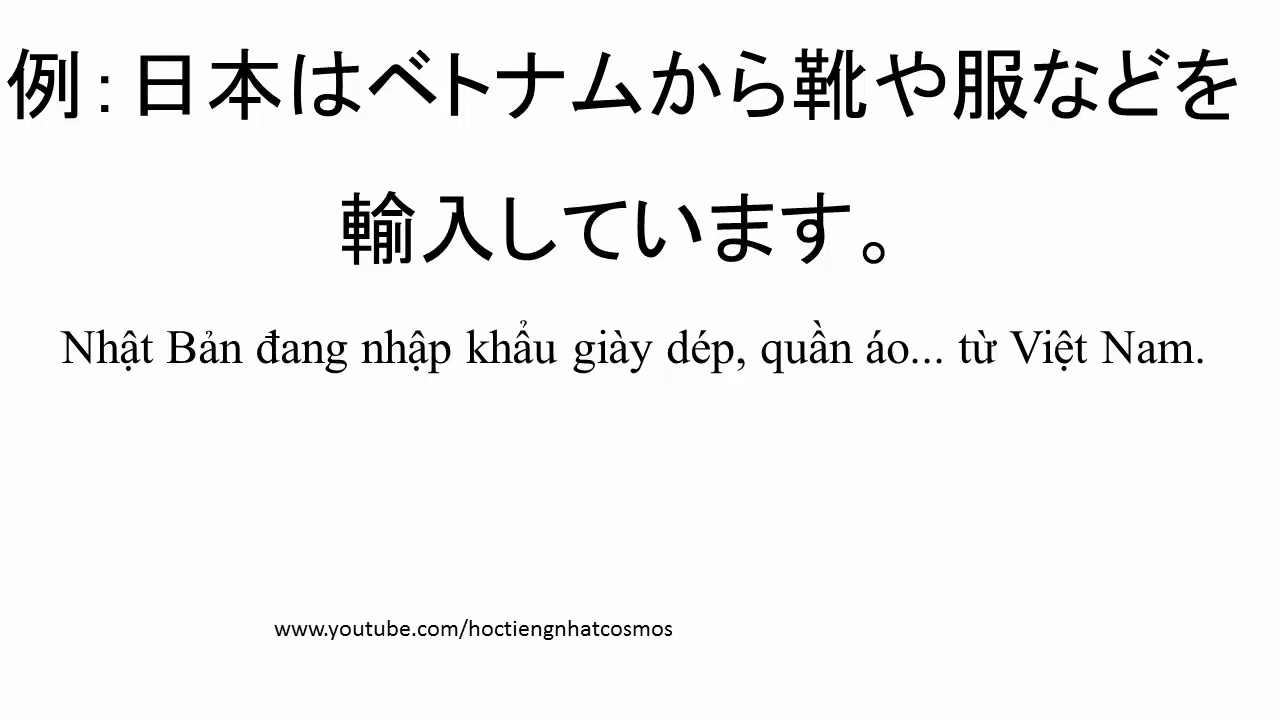 例：日本はベトナムから靴や服などを
輸入しています。
Nhật Bản đang nhập khẩu giày dép, quần áo... từ Việt Nam.
www.youtube.com/hoctiengnhatcosmos